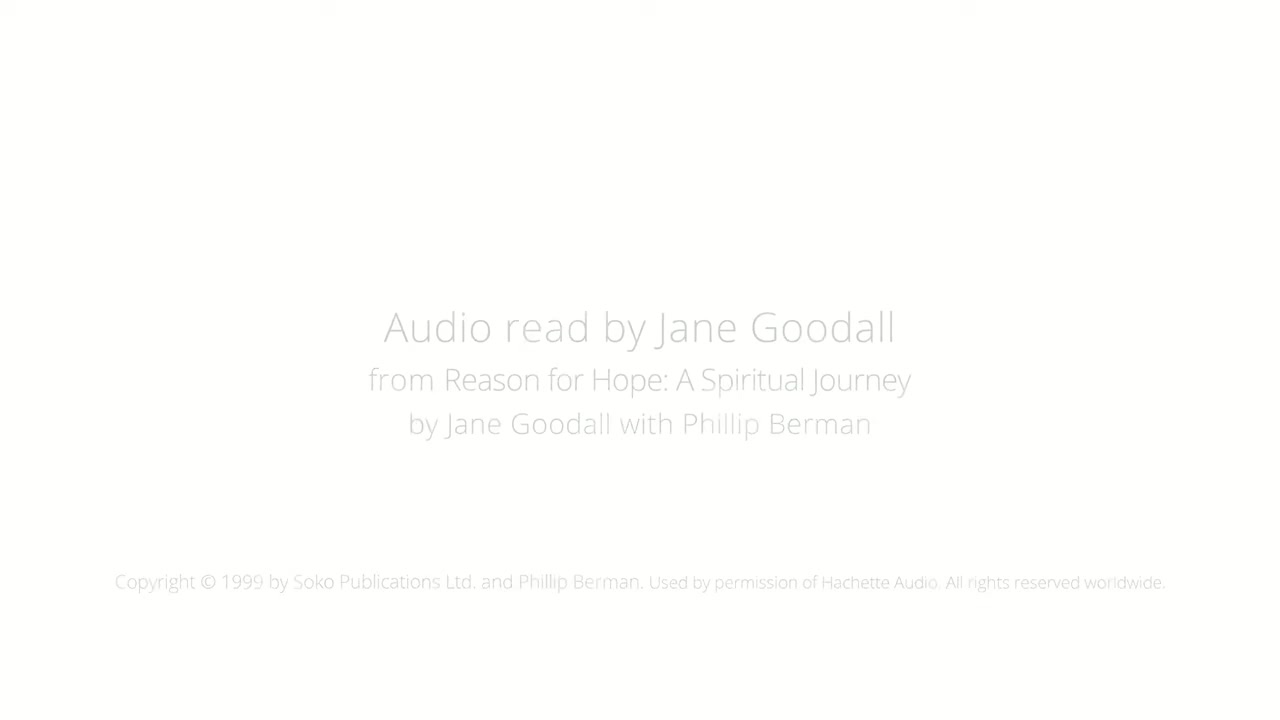 Audio read by Jane Goodall
from Reason for Hope: A Spiritual Journey
by Jane Goodall with Phillip Berman
Copyright © 1999 by Soko Publications Ltd. and Phillip Berman. Used by permission of Hachette Audio. All rights reserved worldwide.